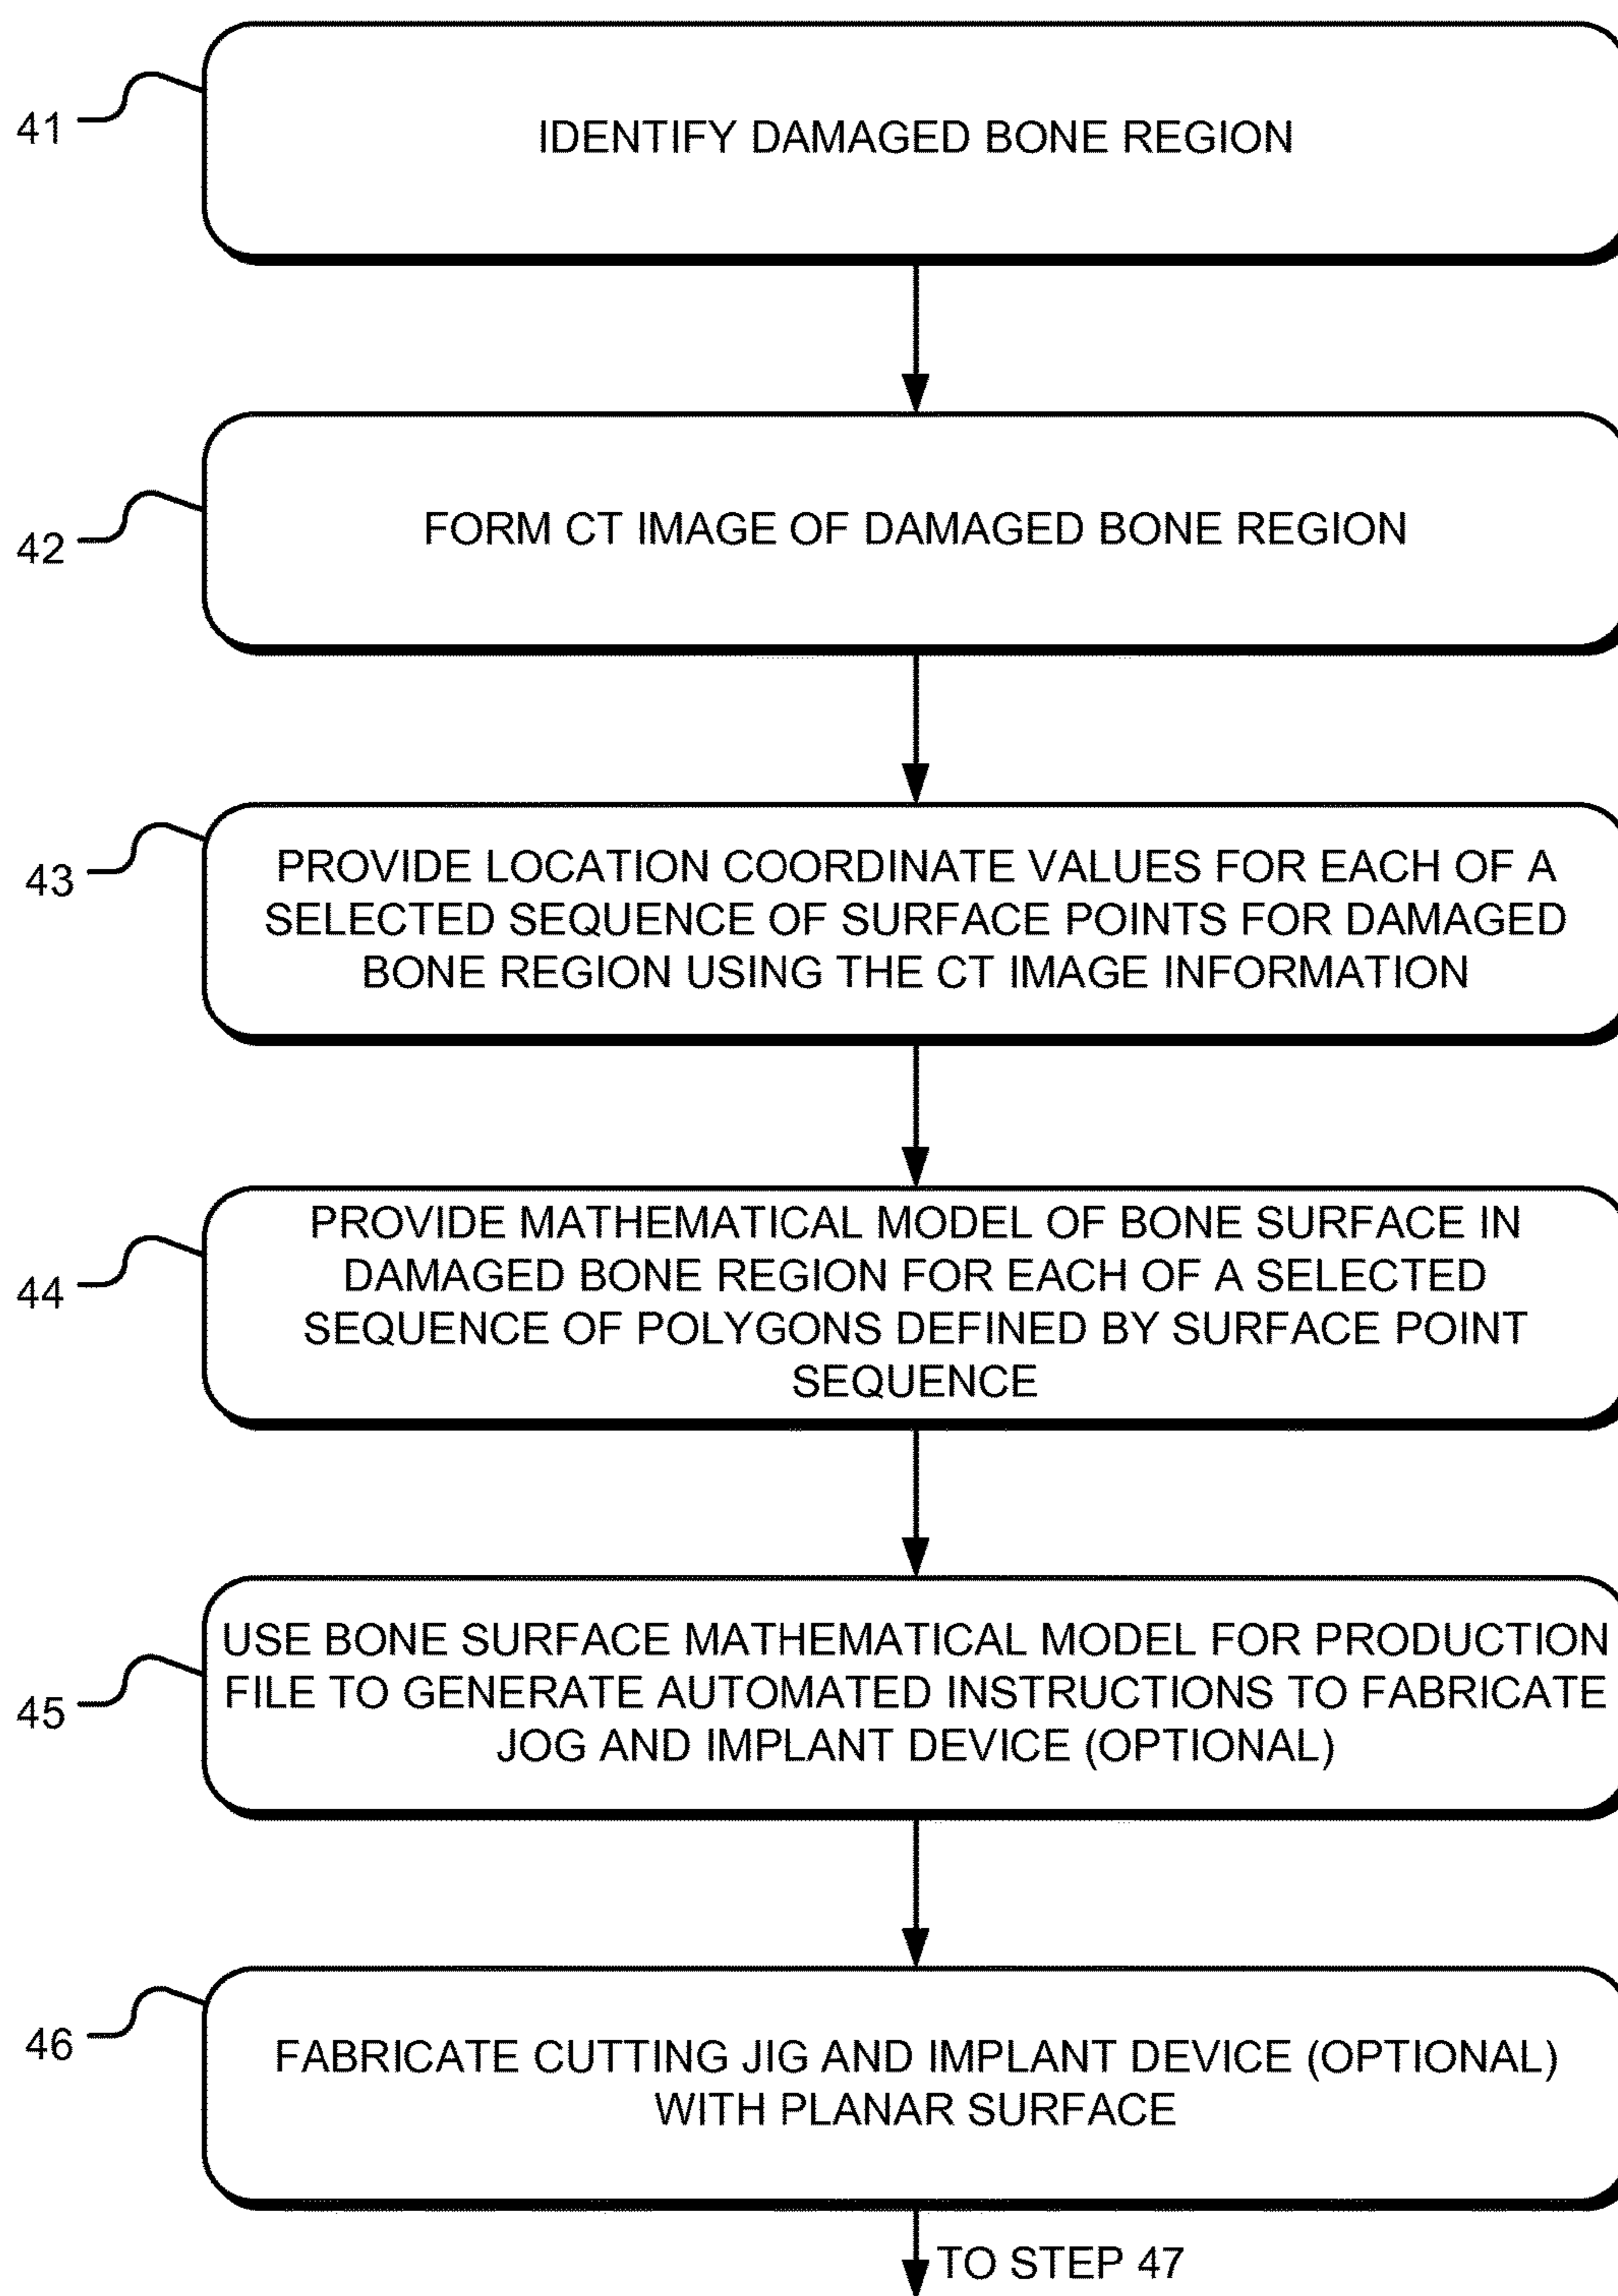 41
IDENTIFY DAMAGED BONE REGION
42
FORM CT IMAGE OF DAMAGED BONE REGION
43
PROVIDE LOCATION COORDINATE VALUES FOR EACH OF A
SELECTED SEQUENCE OF SURFACE POINTS FOR DAMAGED
BONE REGION USING THE CT IMAGE INFORMATION
44
PROVIDE MATHEMATICAL MODEL OF BONE SURFACE IN
DAMAGED BONE REGION FOR EACH OF A SELECTED
SEQUENCE OF POLYGONS DEFINED BY SURFACE POINT
SEQUENCE
45
USE BONE SURFACE MATHEMATICAL MODEL FOR PRODUCTION
FILE TO GENERATE AUTOMATED INSTRUCTIONS TO FABRICATE
JOG AND IMPLANT DEVICE (OPTIONAL)
46
FABRICATE CUTTING JIG AND IMPLANT DEVICE (OPTIONAL)
WITH PLANAR SURFACE
TO STEP 47